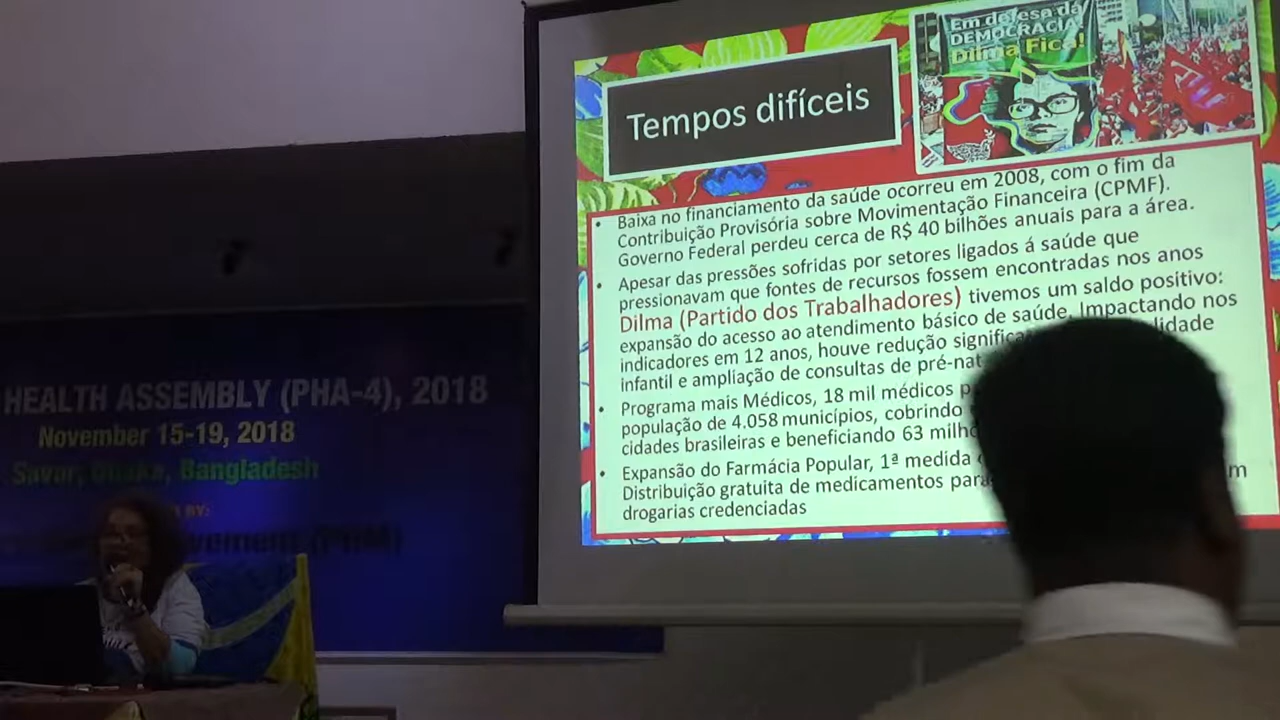 Em defesa da
DEMOCRACIA!
Dilma Fica!
Tempos difíceis
• Baixa no financiamento da saúde ocorreu em 2008, com o fim da
Contribuição Provisória sobre Movimentação Financeira (CPMF).
Governo Federal perdeu cerca de R$ 40 bilhões anuais para a área.
• Apesar das pressões sofridas por setores ligados á saúde que
pressionavam que fontes de recursos fossem encontradas nos anos
Dilma (Partido dos Trabalhadores) tivemos um saldo positivo:
expansão do acesso ao atendimento básico de saúde. Impactando nos
indicadores em 12 anos, houve redução lidade
infantil e ampliação de consultas de
• Programa mais Médicos, 18 mil médicos
população de 4.058 municípios, cobrindo
cidades brasileiras e beneficiando 63
• Expansão do Farmácia Popular, 1ª medida m
Distribuição gratuita de medicamentos para
drogarias credenciadas
HEALTH ASSEMBLY (PHA-4), 2018
November 15-19, 2018
Savar, Dhaka, Bangladesh
BY:
vement (PHM)